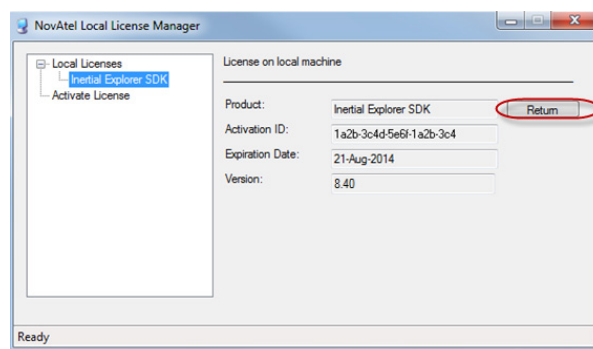 NovAtel Local License Manager
Local Licenses
Inertial Explorer SDK
Activate License
License on local machine
Product: Inertial Explorer SDK Return
Activation ID: 1a2b-3c4d-5e6f-1a2b-3c4
Expiration Date: 21-Aug-2014
Version: 8.40
Ready